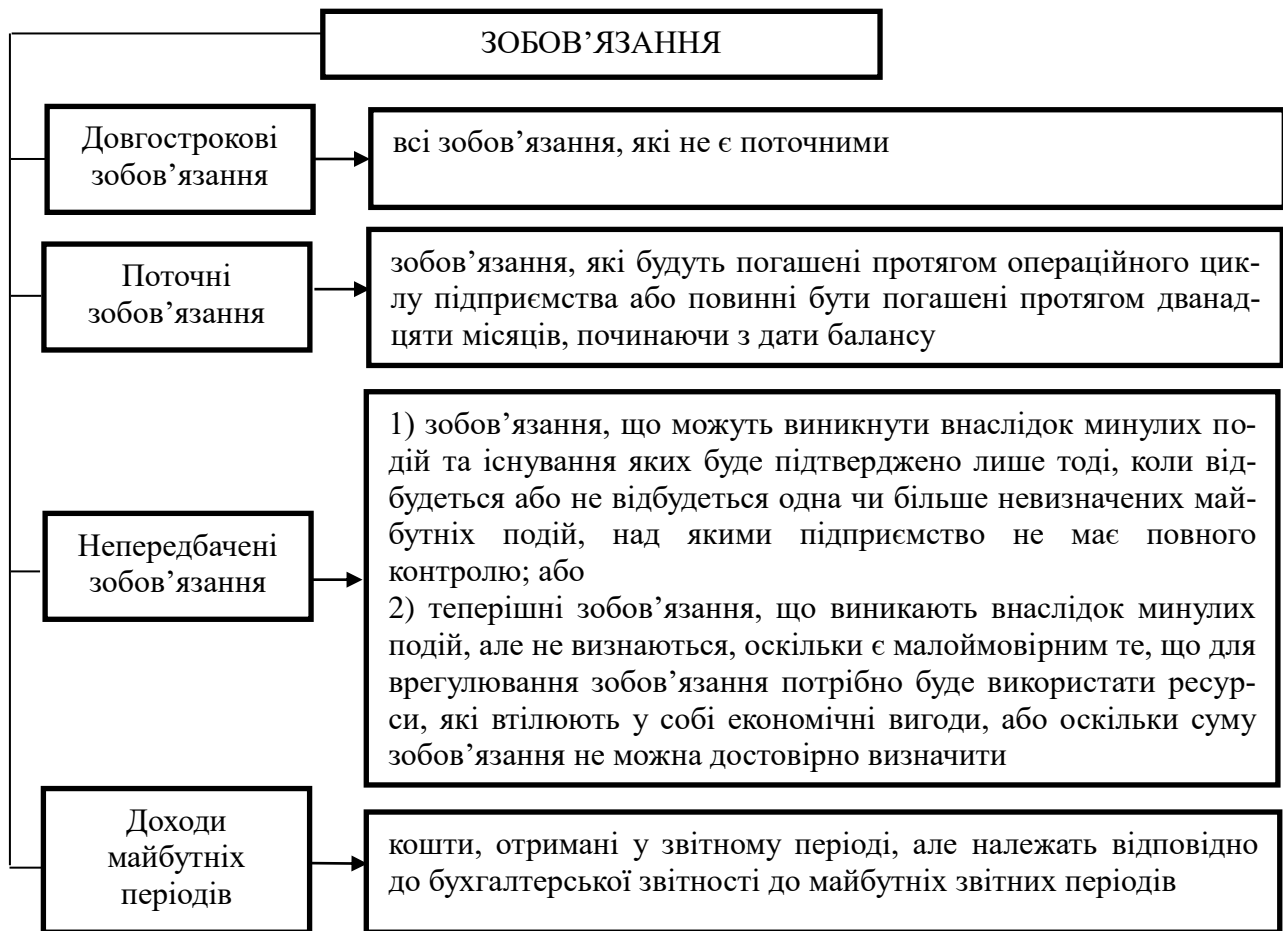 ЗОБОВ’ЯЗАННЯ
Довгострокові
зобов’язання
всі зобов’язання, які не є поточними
Поточні
зобов’язання
зобов’язання, які будуть погашені протягом операційного цик-
лу підприємства або повинні бути погашені протягом дванад-
цяти місяців, починаючи з дати балансу
Непередбачені
зобов’язання
1) зобов’язання, що можуть виникнути внаслідок минулих по-
дій та існування яких буде підтверджено лише тоді, коли від-
будеться або не відбудеться одна чи більше невизначених май-
бутніх подій, над якими підприємство не має повного
контролю; або
2) теперішні зобов’язання, що виникають внаслідок минулих
подій, але не визнаються, оскільки є малоймовірним те, що для
врегулювання зобов’язання потрібно буде використати ресур-
си, які втілюють у собі економічні вигоди, або оскільки суму
зобов’язання не можна достовірно визначити
Доходи
майбутніх
періодів
кошти, отримані у звітному періоді, але належать відповідно
до бухгалтерської звітності до майбутніх звітних періодів